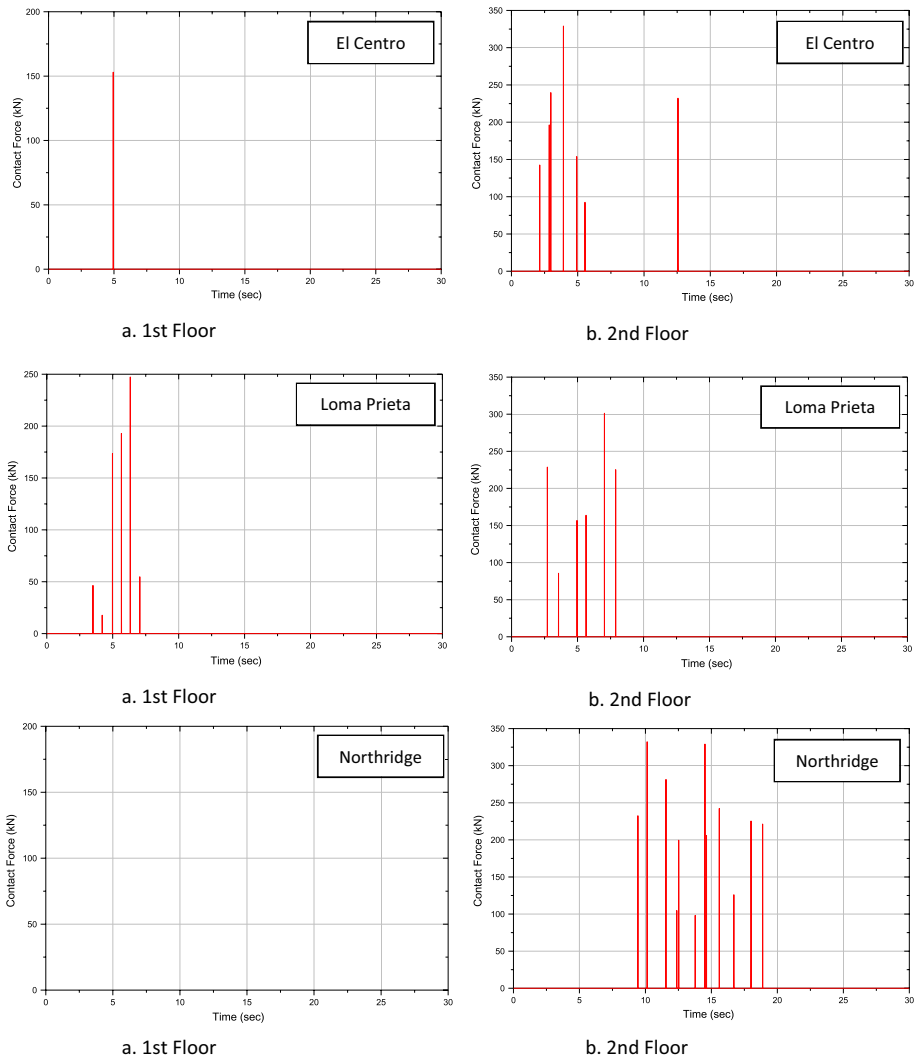 200
150
100
50
0
Contact Force (kN)
El Centro
0 5 10 15 20 25 30
Time (sec)
a. 1st Floor
350
300
250
200
150
100
50
0
Contact Force (kN)
El Centro
0 5 10 15 20 25 30
Time (sec)
b. 2nd Floor
250
200
150
100
50
0
Contact Force (kN)
Loma Prieta
0 5 10 15 20 25 30
Time (sec)
a. 1st Floor
350
300
250
200
150
100
50
0
Contact Force (kN)
Loma Prieta
0 5 10 15 20 25 30
Time (sec)
b. 2nd Floor
200
150
100
50
0
Contact Force (kN)
Northridge
0 5 10 15 20 25 30
Time (sec)
a. 1st Floor
350
300
250
200
150
100
50
0
Contact Force (kN)
Northridge
0 5 10 15 20 25 30
Time (sec)
b. 2nd Floor